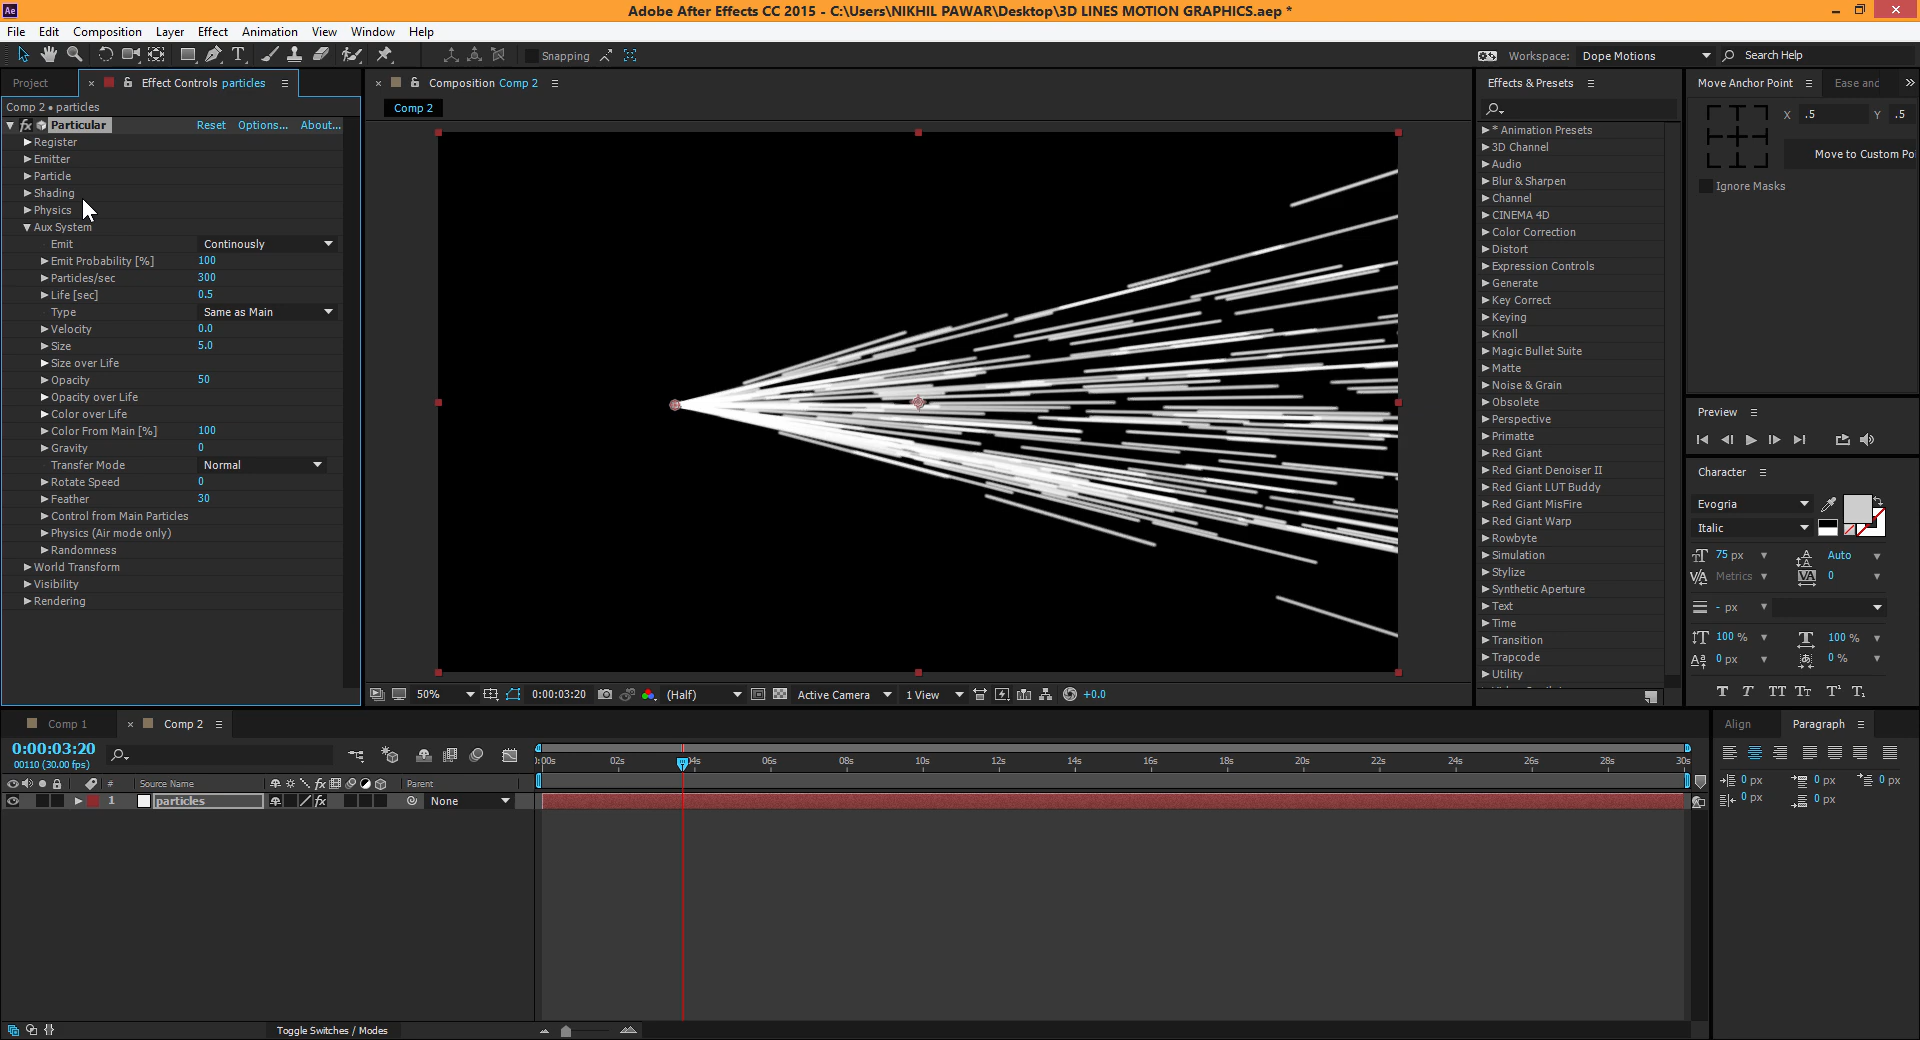 Adobe After Effects CC 2015 - C:\Users\NIKHIL PAWAR\Desktop\3D LINES MOTION GRAPHICS.aep *
File Edit Composition Layer Effect Animation View Window Help
Snapping
Workspace: Dope Motions
Search Help
Project
Effect Controls particles
Comp 2 • particles
fx Particular Reset Options... About...
Register
Emitter
Particle
Shading
Physics
Aux System
Emit Continously
Emit Probability [%] 100
Particles/sec 300
Life [sec] 0.5
Type Same as Main
Velocity 0.0
Size 5.0
Size over Life
Opacity 50
Opacity over Life
Color over Life
Color From Main [%] 100
Gravity 0
Transfer Mode Normal
Rotate Speed 0
Feather 30
Control from Main Particles
Physics (Air mode only)
Randomness
World Transform
Visibility
Rendering
Composition Comp 2
Comp 2
50% 0:00:03:20 (Half) Active Camera 1 View +0.0
Effects & Presets
* Animation Presets
3D Channel
Audio
Blur & Sharpen
Channel
CINEMA 4D
Color Correction
Distort
Expression Controls
Generate
Key Correct
Keying
Knoll
Magic Bullet Suite
Matte
Noise & Grain
Obsolete
Perspective
Primatte
Red Giant
Red Giant Denoiser II
Red Giant LUT Buddy
Red Giant MisFire
Red Giant Warp
Rowbyte
Simulation
Stylize
Synthetic Aperture
Text
Time
Transition
Trapcode
Utility
Move Anchor Point
Ease and
X .5 Y .5
Move to Custom Po
Ignore Masks
Preview
Character
Evogria
Italic
75 px Auto
Metrics 0
- px
100 % 100 %
0 px 0 %
Comp 1 Comp 2
0:00:03:20
00110 (30.00 fps)
# Source Name fx Parent
1 particles fx None
:00s 02s 04s 06s 08s 10s 12s 14s 16s 18s 20s 22s 24s 26s 28s 30s
Toggle Switches / Modes
Align Paragraph
0 px 0 px 0 px
0 px 0 px